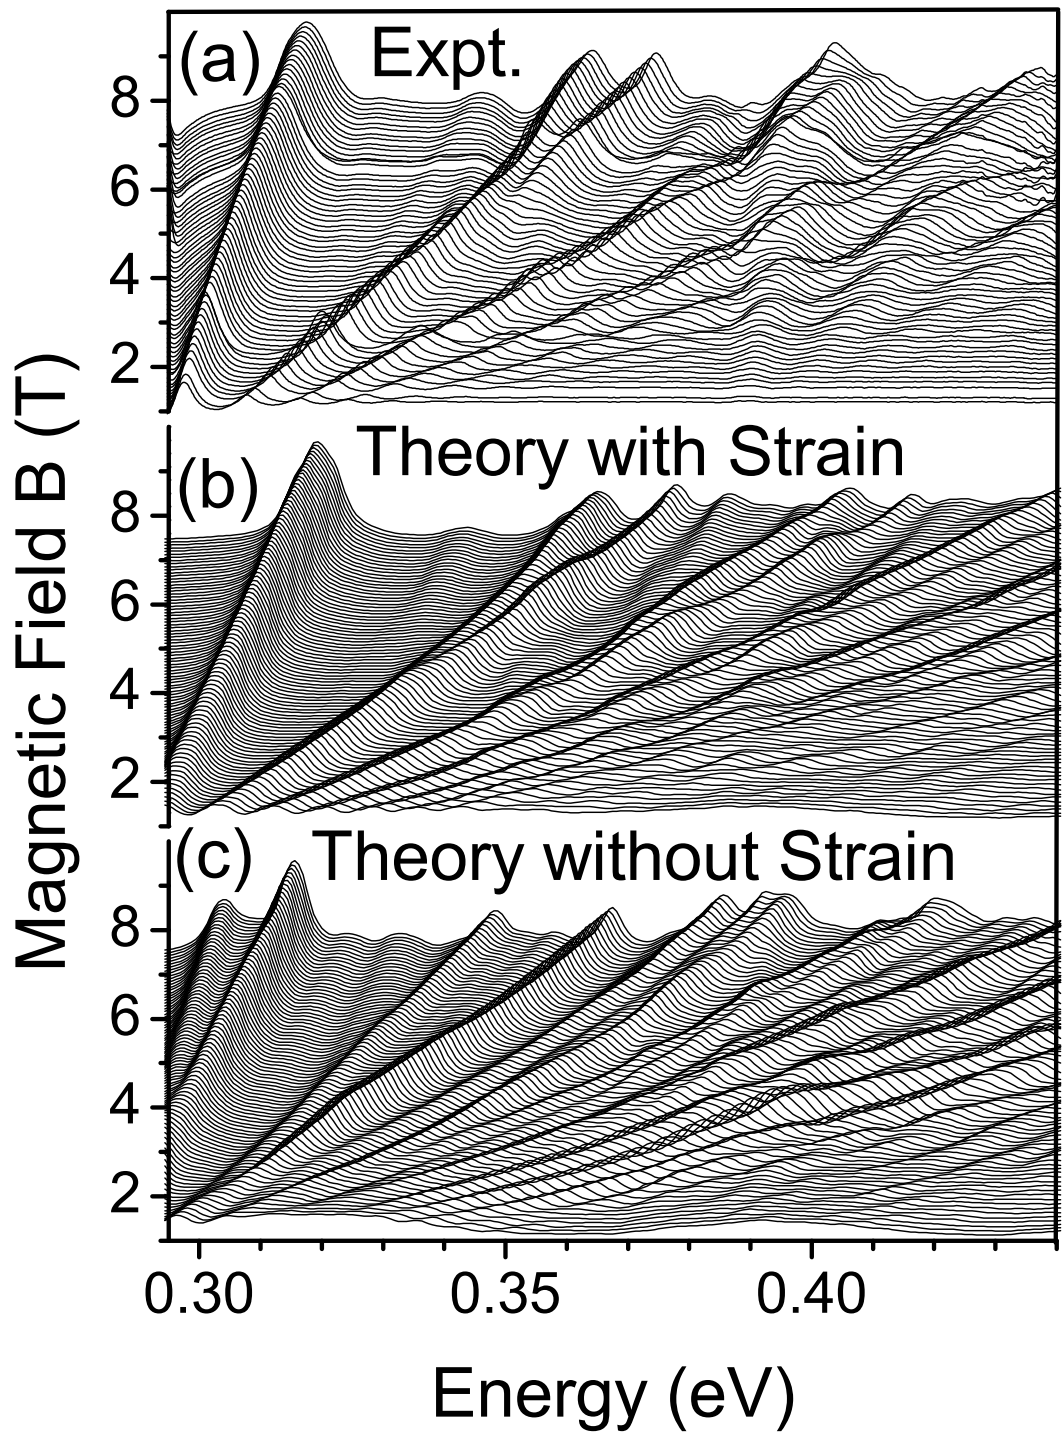 (a) Expt.
8
6
4
2
(b) Theory with Strain
8
6
4
2
(c) Theory without Strain
8
6
4
2
Magnetic Field B (T)
0.30 0.35 0.40
Energy (eV)